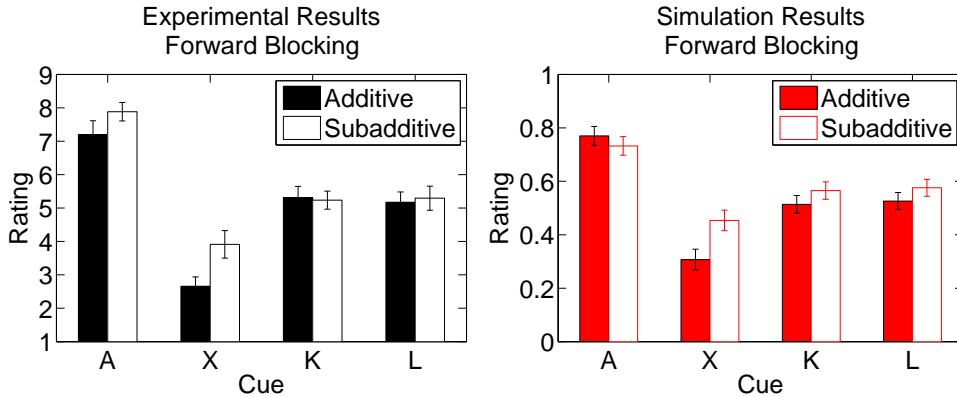 Experimental Results
Forward Blocking
9
8
7
6
5
4
3
2
1
Rating
Additive
Subadditive
A X K L
Cue
Simulation Results
Forward Blocking
1
0.8
0.6
0.4
0.2
0
Rating
Additive
Subadditive
A X K L
Cue